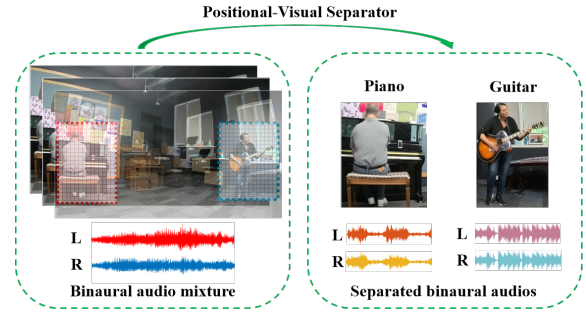 Positional-Visual Separator
Piano
Guitar
L
R
Binaural audio mixture
L
R
L
R
Separated binaural audios